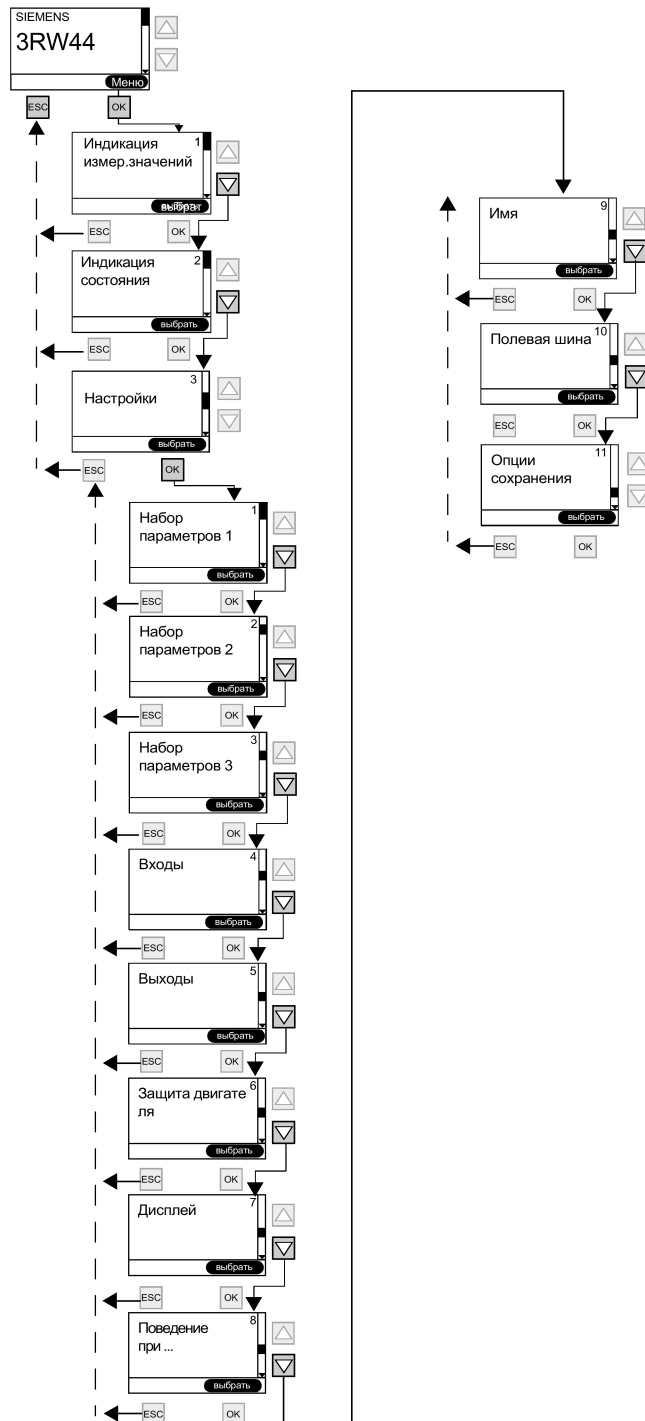 SIEMENS
3RW44
Меню
ESC
OK
Индикация
измер.значений
1
ESC
OK
Индикация
состояния
2
выбрать
ESC
OK
Настройки
3
выбрать
ESC
OK
Набор
параметров 1
1
выбрать
ESC
OK
Набор
параметров 2
2
выбрать
ESC
OK
Набор
параметров 3
3
выбрать
ESC
OK
Входы
4
выбрать
ESC
OK
Выходы
5
выбрать
ESC
OK
Защита двигате
ля
6
выбрать
ESC
OK
Дисплей
7
выбрать
ESC
OK
Поведение
при ...
8
выбрать
ESC
OK
Имя
9
выбрать
ESC
OK
Полевая шина
10
выбрать
ESC
OK
Опции
сохранения
11
выбрать
ESC
OK